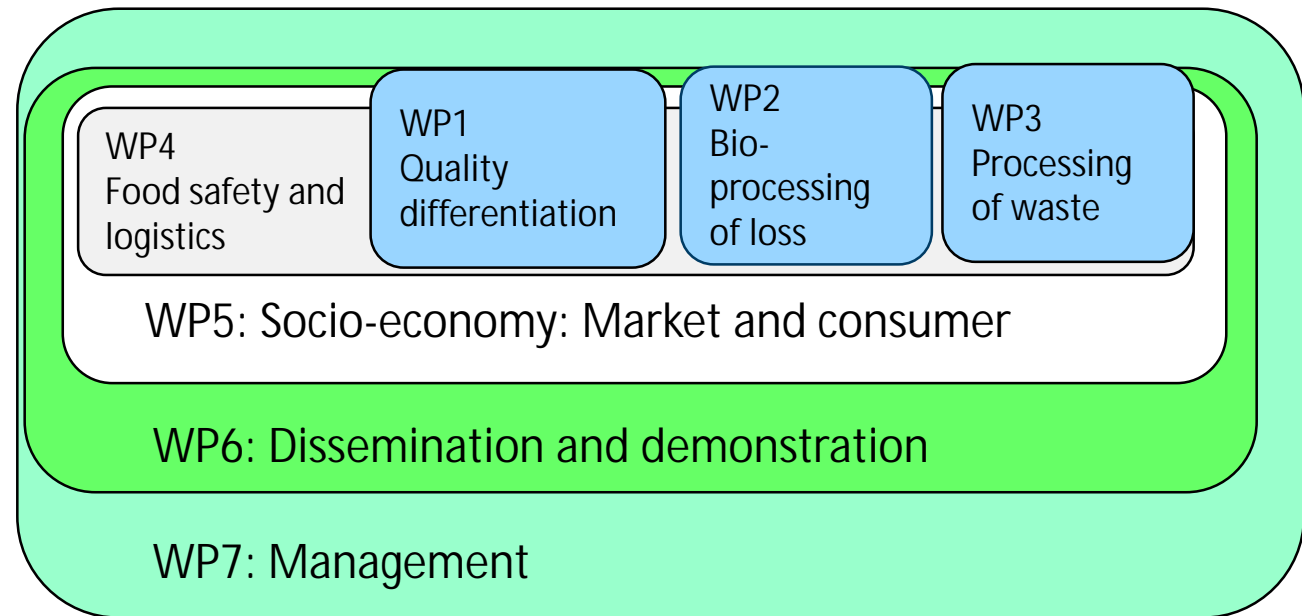 WP4
Food safety and
logistics
WP1
Quality
differentiation
WP2
Bio-
processing
of loss
WP3
Processing
of waste
WP5: Socio-economy: Market and consumer
WP6: Dissemination and demonstration
WP7: Management